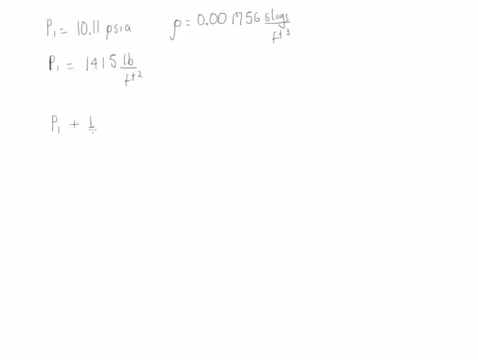 P₁ = 10.11 psia ρ = 0.001756 slugs/ft³
P₁ = 1415 lb/ft²
P₁ +